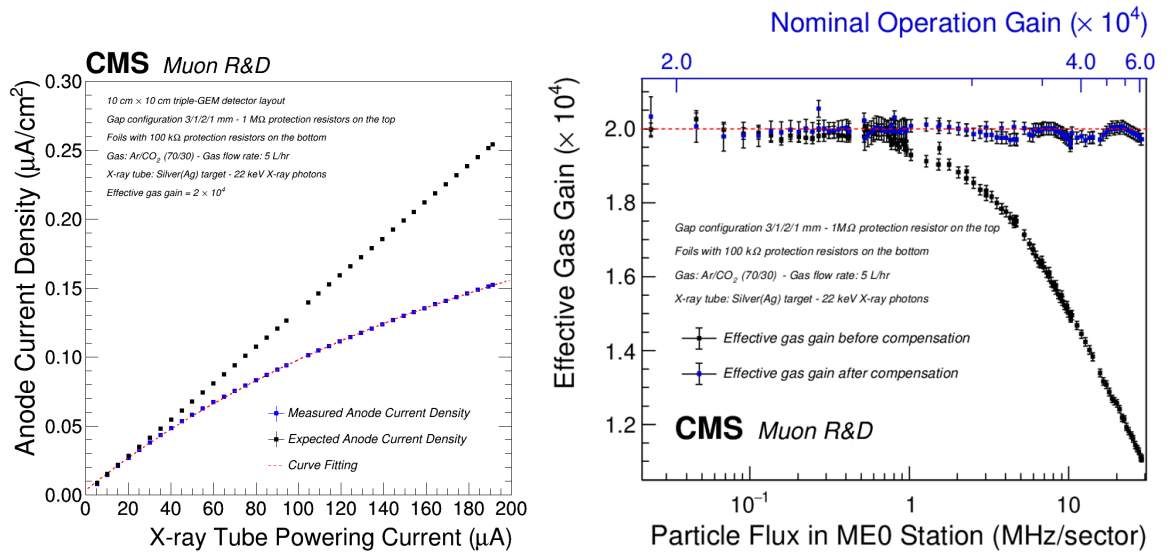 CMS Muon R&D
Anode Current Density (μA/cm²)
0.30
0.25
0.20
0.15
0.10
0.05
0.00
10 cm × 10 cm triple-GEM detector layout
Gap configuration 3/1/2/1 mm - 1 MΩ protection resistors on the top
Foils with 100 kΩ protection resistors on the bottom
Gas: Ar/CO₂ (70/30) - Gas flow rate: 5 L/hr
X-ray tube: Silver(Ag) target - 22 keV X-ray photons
Effective gas gain = 2 × 10⁴
Measured Anode Current Density
Expected Anode Current Density
Curve Fitting
0 20 40 60 80 100 120 140 160 180 200
X-ray Tube Powering Current (μA)
Nominal Operation Gain (× 10⁴)
2.0 4.0 6.0
Effective Gas Gain (× 10⁴)
2.0
1.8
1.6
1.4
1.2
Gap configuration 3/1/2/1 mm - 1MΩ protection resistor on the top
Foils with 100 kΩ protection resistors on the bottom
Gas: Ar/CO₂ (70/30) - Gas flow rate: 5 L/hr
X-ray tube: Silver(Ag) target - 22 keV X-ray photons
Effective gas gain before compensation
Effective gas gain after compensation
CMS Muon R&D
10⁻¹ 1 10
Particle Flux in ME0 Station (MHz/sector)